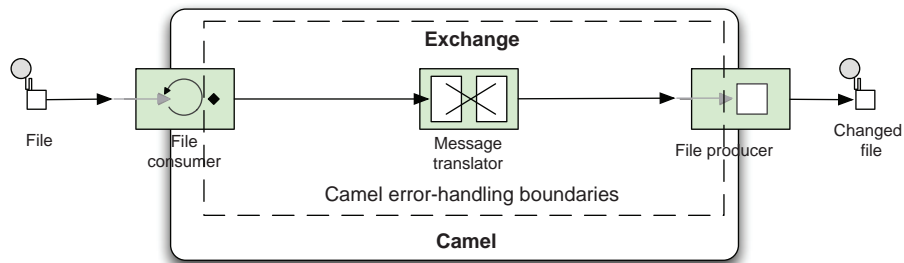 Exchange
File
File
consumer
Message
translator
File producer
Changed
file
Camel error-handling boundaries
Camel